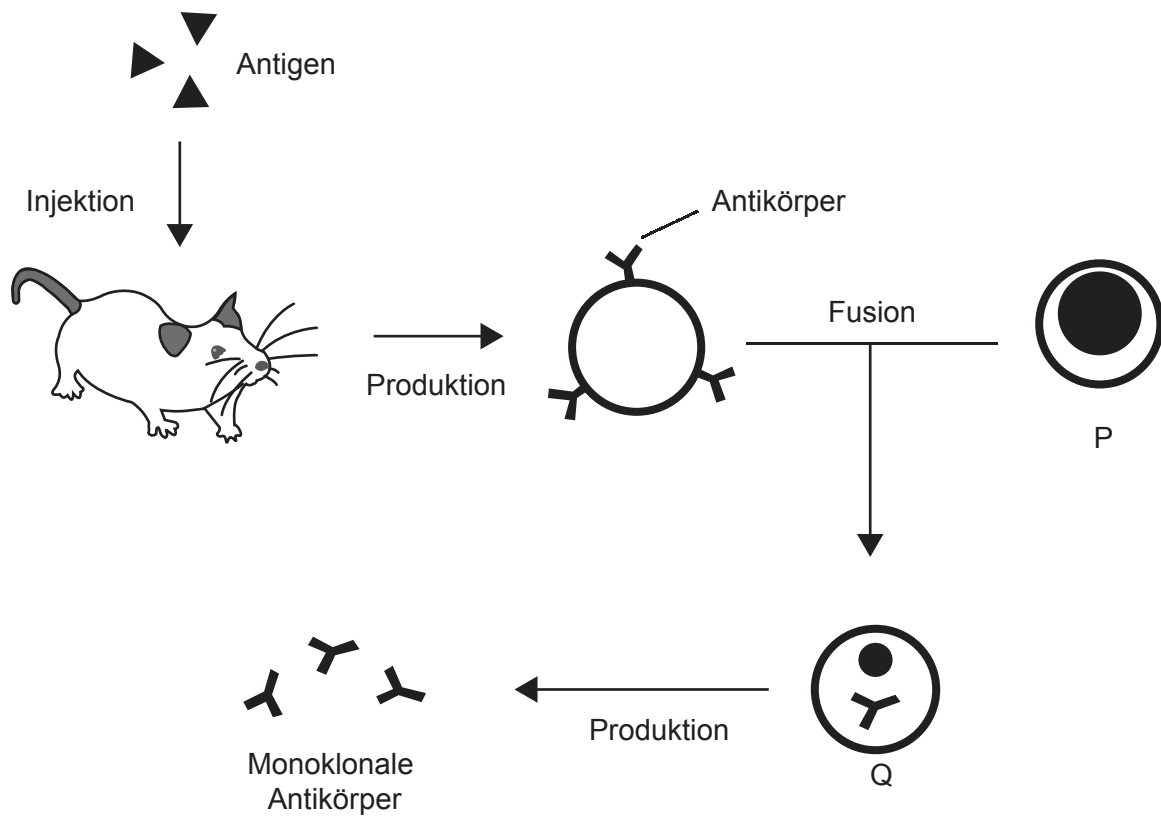 Antigen
Injektion
Antikörper
Fusion
Produktion
P
Produktion
Q
Monoklonale
Antikörper